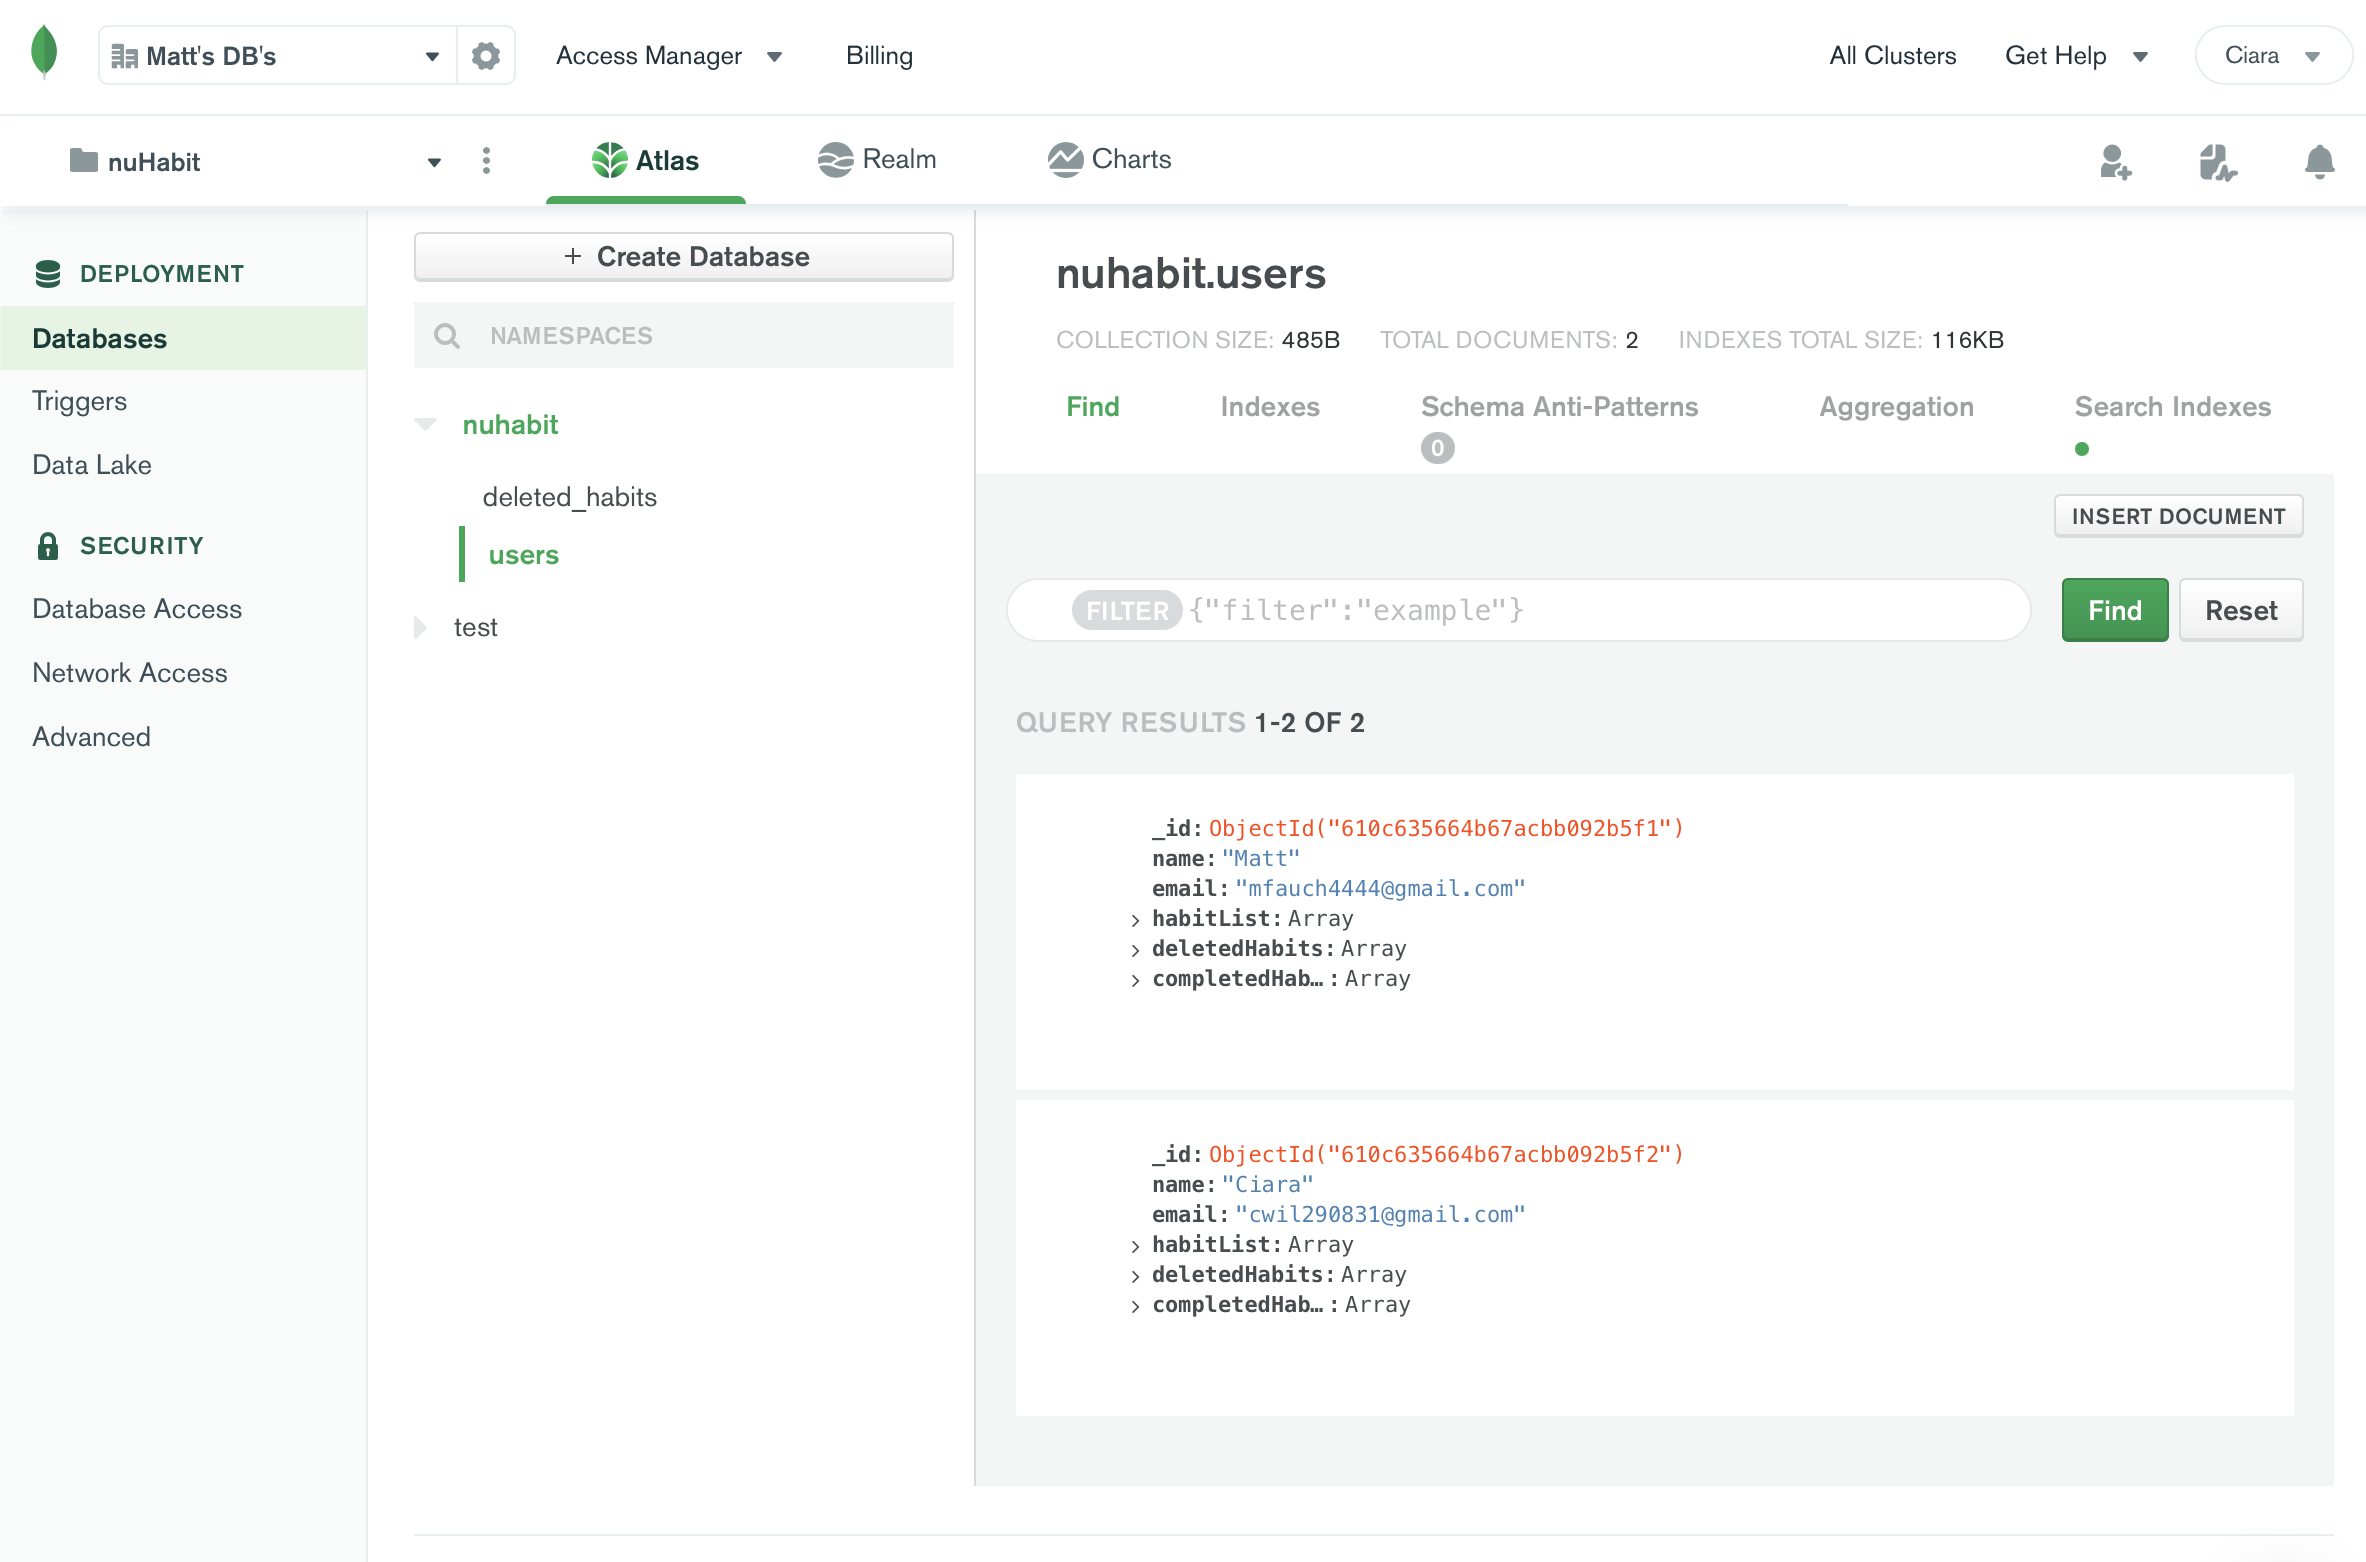 Matt's DB's
Access Manager
Billing
All Clusters
Get Help
Ciara
nuHabit
Atlas
Realm
Charts
DEPLOYMENT
Databases
Triggers
Data Lake
SECURITY
Database Access
Network Access
Advanced
+ Create Database
NAMESPACES
nuhabit
deleted_habits
users
test
nuhabit.users
COLLECTION SIZE: 485B TOTAL DOCUMENTS: 2 INDEXES TOTAL SIZE: 116KB
Find
Indexes
Schema Anti-Patterns
0
Aggregation
Search Indexes
INSERT DOCUMENT
FILTER {"filter":"example"}
Find
Reset
QUERY RESULTS 1-2 OF 2
_id: ObjectId("610c635664b67acbb092b5f1")
name: "Matt"
email: "mfauch4444@gmail.com"
> habitList: Array
> deletedHabits: Array
> completedHab… : Array
_id: ObjectId("610c635664b67acbb092b5f2")
name: "Ciara"
email: "cwil290831@gmail.com"
> habitList: Array
> deletedHabits: Array
> completedHab… : Array